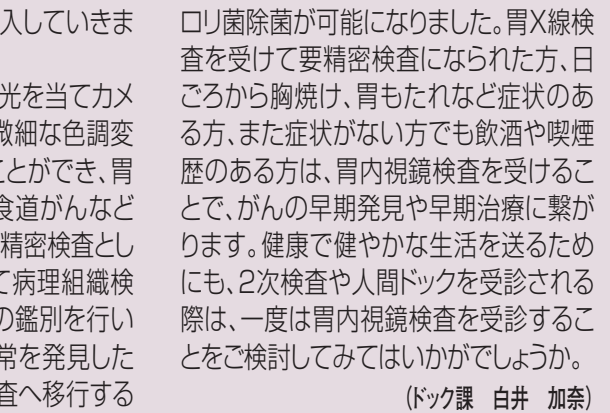 入していきま
光を当てカメ
微細な色調変
ことができ、胃
食道がんなど
精密検査とし
て病理組織検
の鑑別を行い
常を発見した
査へ移行する
ロリ菌除菌が可能になりました。胃X線検
査を受けて要精密検査になられた方、日
ごろから胸焼け、胃もたれなど症状のあ
る方、また症状がない方でも飲酒や喫煙
歴のある方は、胃内視鏡検査を受けるこ
とで、がんの早期発見や早期治療に繋が
ります。健康で健やかな生活を送るため
にも、2次検査や人間ドックを受診される
際は、一度は胃内視鏡検査を受診するこ
とをご検討してみてはいかがでしょうか。
(ドック課　白井　加奈)